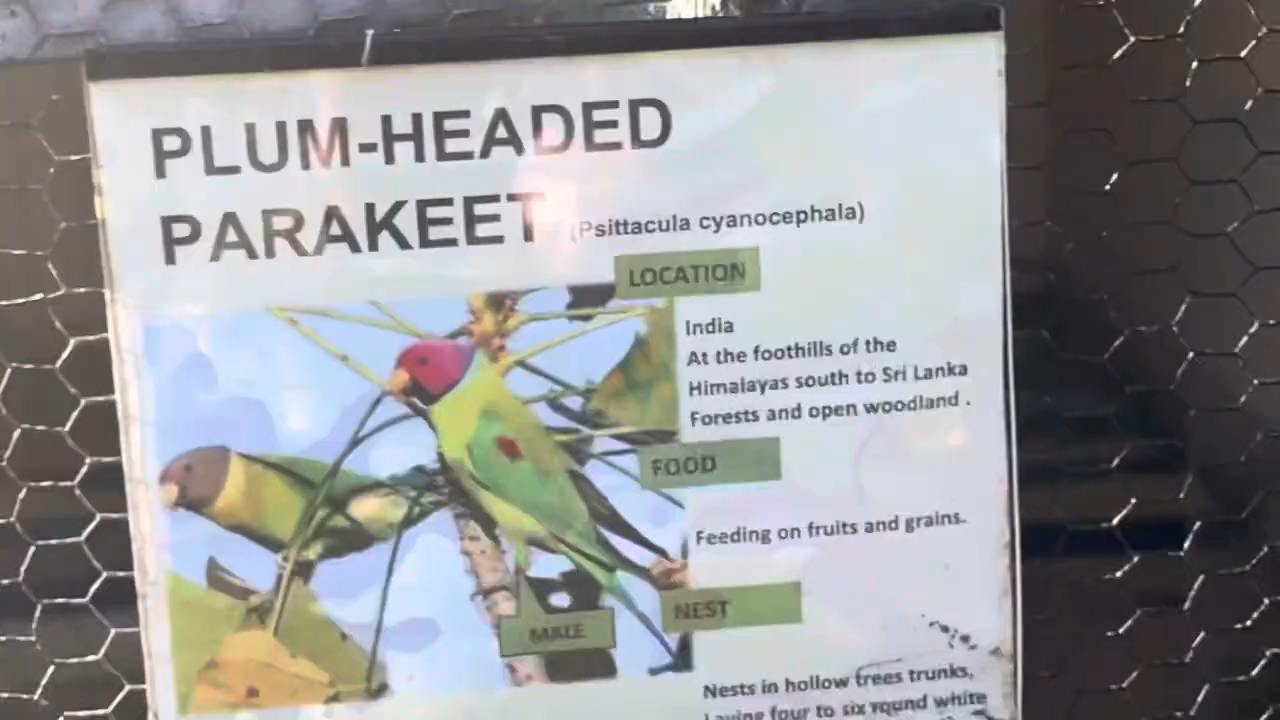 PLUM-HEADED
PARAKEET (Psittacula cyanocephala)
LOCATION
India
At the foothills of the
Himalayas south to Sri Lanka
Forests and open woodland .
FOOD
Feeding on fruits and grains.
MALE
NEST
Nests in hollow trees trunks,
Laying four to six round white